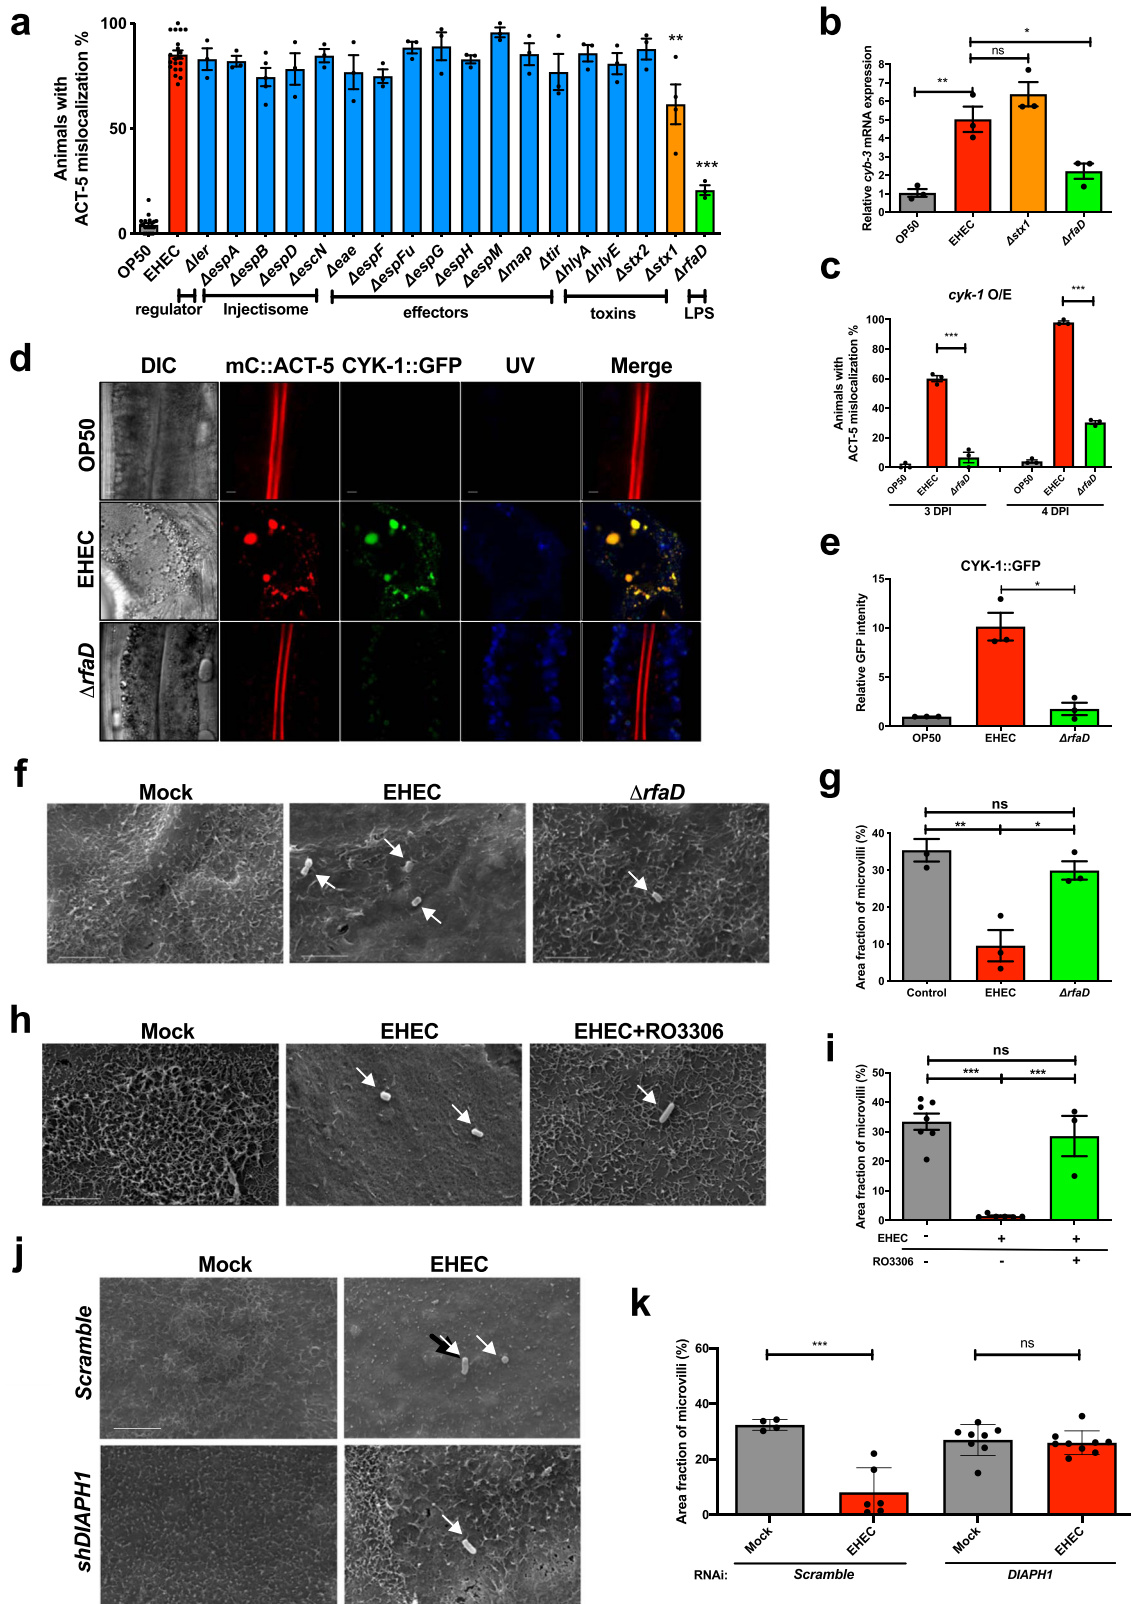 a
Animals with
ACT-5 mislocalization %
100
50
0
**
***
OP50
EHEC
Δler
ΔespA
ΔespB
ΔespD
ΔescN
Δeae
ΔespF
ΔespFu
ΔespG
ΔespH
ΔespM
Δmap
Δtir
ΔhlyA
ΔhlyE
Δstx2
Δstx1
ΔrfaD
regulator
Injectisome
effectors
toxins
LPS
b
Relative cyb-3 mRNA expression
8
7
6
5
4
3
2
1
0
*
ns
**
OP50
EHEC
Δstx1
ΔrfaD
c
cyk-1 O/E
Animals with
ACT-5 mislocalization %
100
80
60
40
20
0
***
***
OP50
EHEC
ΔrfaD
OP50
EHEC
ΔrfaD
3 DPI
4 DPI
d
DIC
mC::ACT-5
CYK-1::GFP
UV
Merge
OP50
EHEC
ΔrfaD
e
CYK-1::GFP
Relative GFP intenity
15
10
5
0
*
OP50
EHEC
ΔrfaD
f
Mock
EHEC
ΔrfaD
g
Area fraction of microvilli (%)
40
30
20
10
0
ns
**
*
Control
EHEC
ΔrfaD
h
Mock
EHEC
EHEC+RO3306
i
Area fraction of microvilli (%)
50
40
30
20
10
0
ns
***
***
EHEC - + +
RO3306 - - +
j
Mock
EHEC
Scramble
shDIAPH1
k
Area fraction of microvilli (%)
60
40
20
0
***
ns
Mock
EHEC
Mock
EHEC
RNAi:
Scramble
DIAPH1